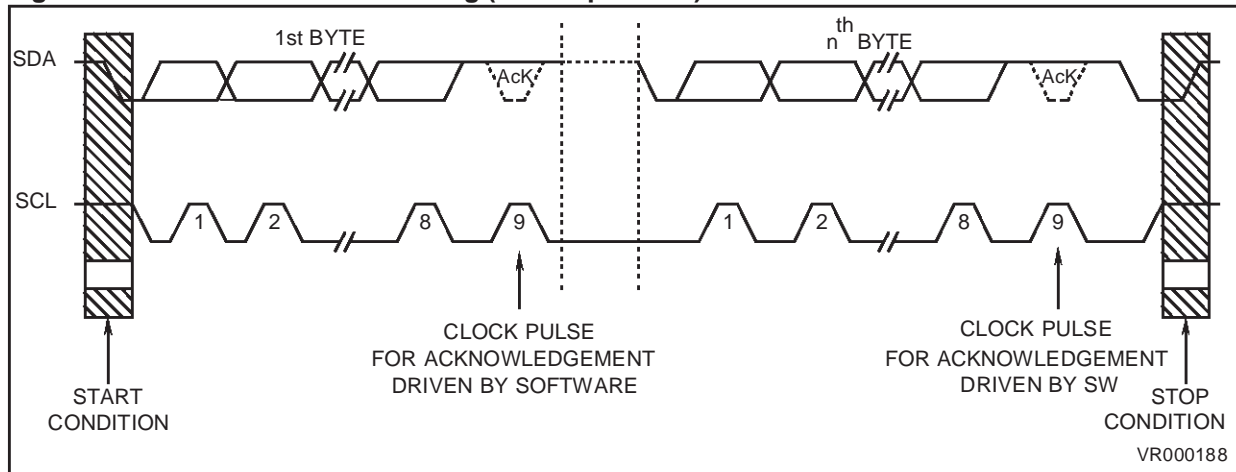 SDA
1st BYTE
AcK
nth BYTE
AcK
SCL
1
2
8
9
1
2
8
9
CLOCK PULSE
FOR ACKNOWLEDGEMENT
DRIVEN BY SOFTWARE
CLOCK PULSE
FOR ACKNOWLEDGEMENT
DRIVEN BY SW
START
CONDITION
STOP
CONDITION
VR000188